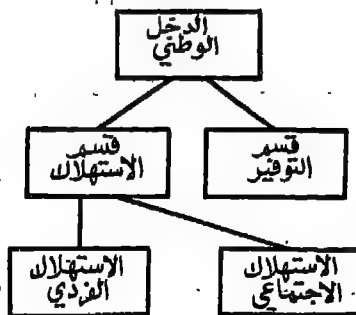 الدخل
الوطني
قسم
الاستهلاك
قسم
التوفير
الاستهلاك
الفردي
الاستهلاك
الاجتماعي